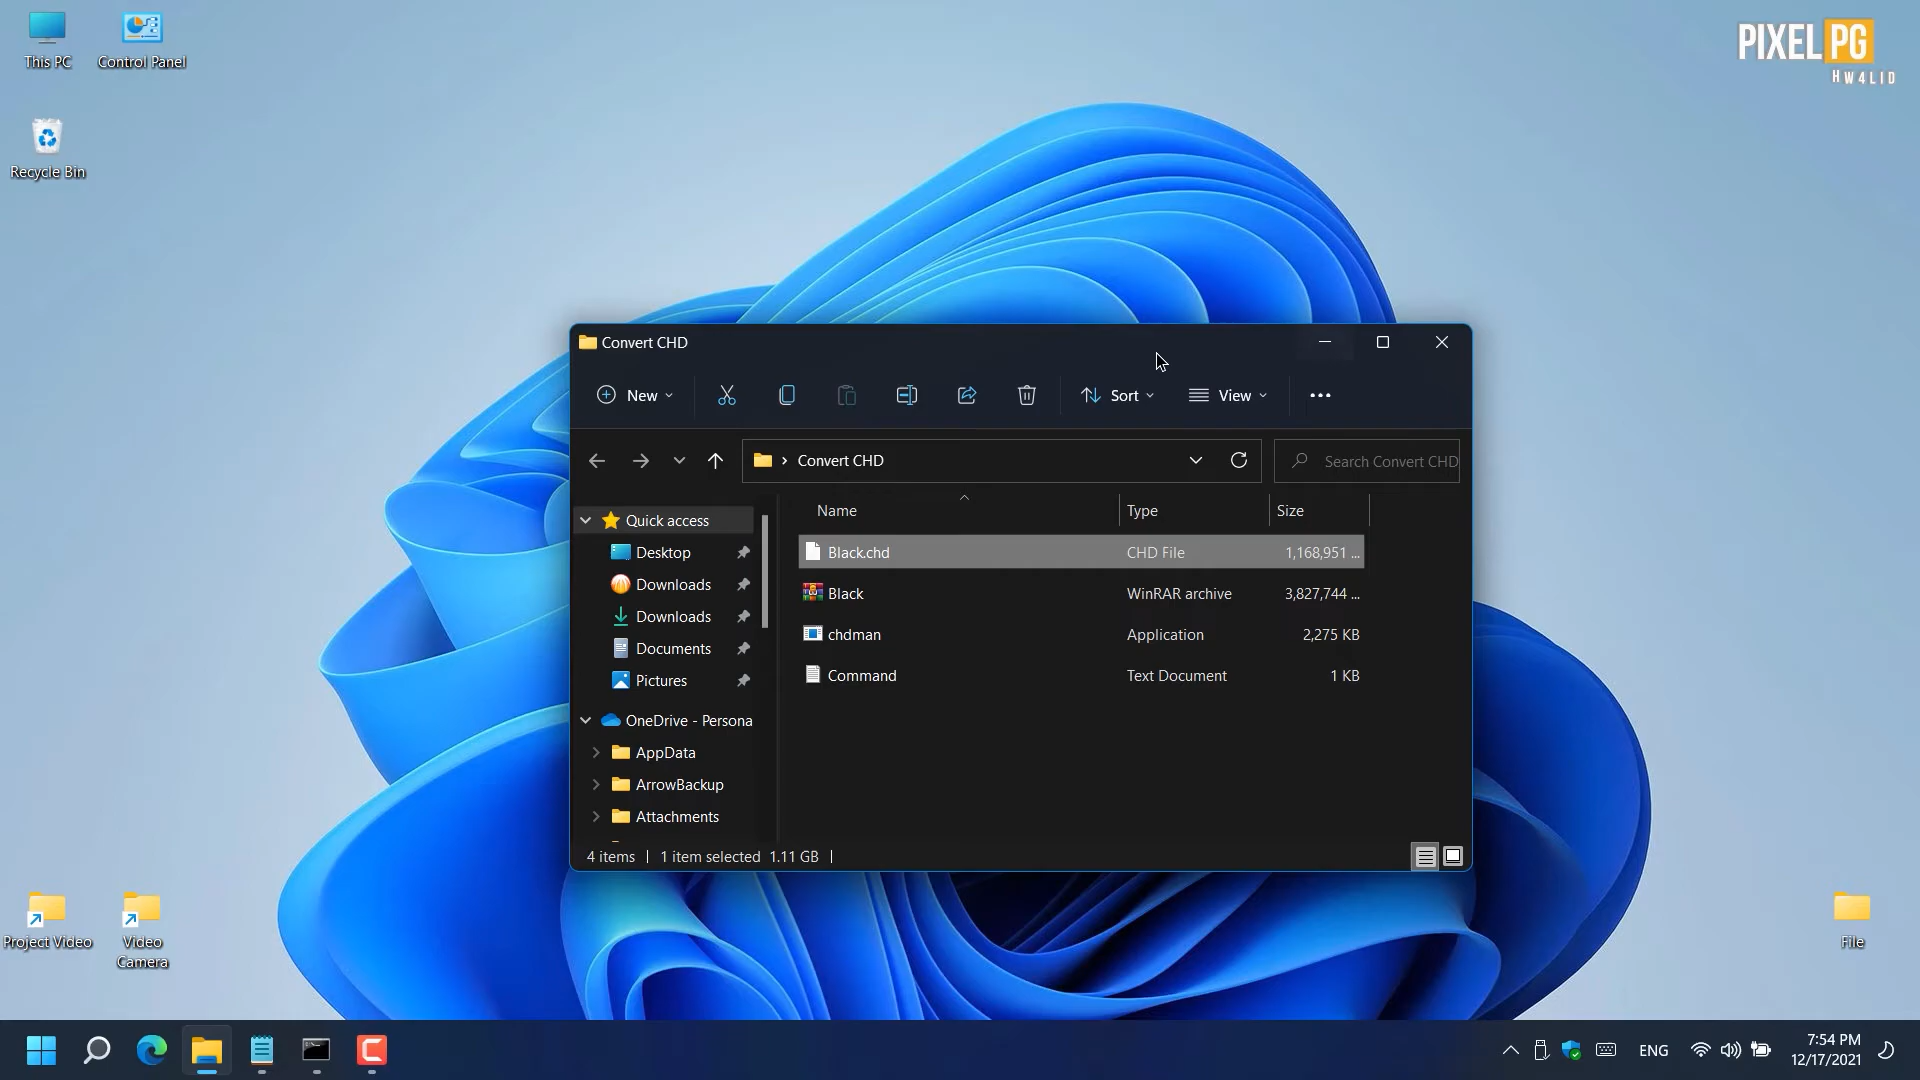 This PC
Control Panel
Recycle Bin
PIXEL PG
HW4LID
Convert CHD
New
Sort
View
Convert CHD
Search Convert CHD
Name
Type
Size
Quick access
Desktop
Downloads
Downloads
Documents
Pictures
OneDrive - Persona
AppData
ArrowBackup
Attachments
Black.chd CHD File 1,168,951 ...
Black WinRAR archive 3,827,744 ...
chdman Application 2,275 KB
Command Text Document 1 KB
4 items 1 item selected 1.11 GB
Project Video
Video
Camera
File
ENG
7:54 PM
12/17/2021